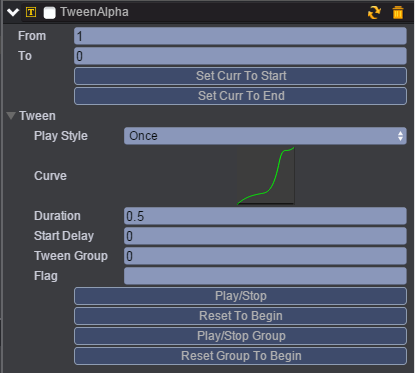 T TweenAlpha
From 1
To 0
Set Curr To Start
Set Curr To End
Tween
Play Style Once
Curve
Duration 0.5
Start Delay 0
Tween Group 0
Flag
Play/Stop
Reset To Begin
Play/Stop Group
Reset Group To Begin